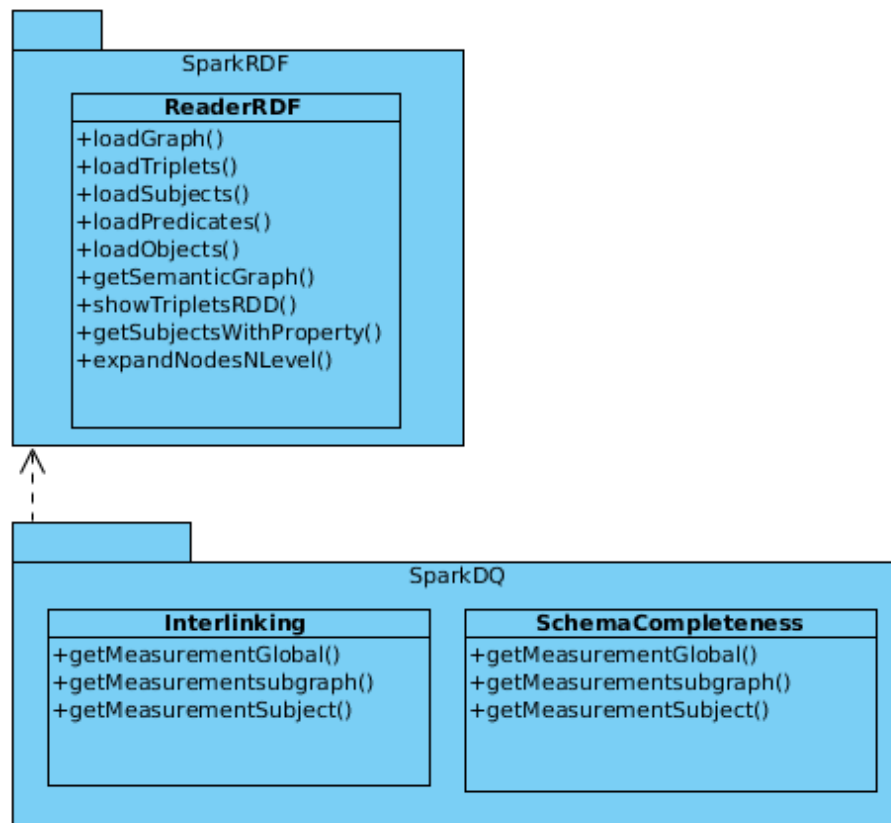 SparkRDF
ReaderRDF
+loadGraph()
+loadTriplets()
+loadSubjects()
+loadPredicates()
+loadObjects()
+getSemanticGraph()
+showTripletsRDD()
+getSubjectsWithProperty()
+expandNodesNLevel()
SparkDQ
Interlinking
+getMeasurementGlobal()
+getMeasurementsubgraph()
+getMeasurementSubject()
SchemaCompleteness
+getMeasurementGlobal()
+getMeasurementsubgraph()
+getMeasurementSubject()